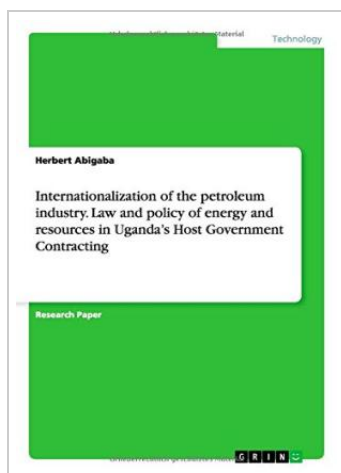 Technology
Herbert Abigaba
Internationalization of the petroleum
industry. Law and policy of energy and
resources in Uganda's Host Government
Contracting
Research Paper
G R I N